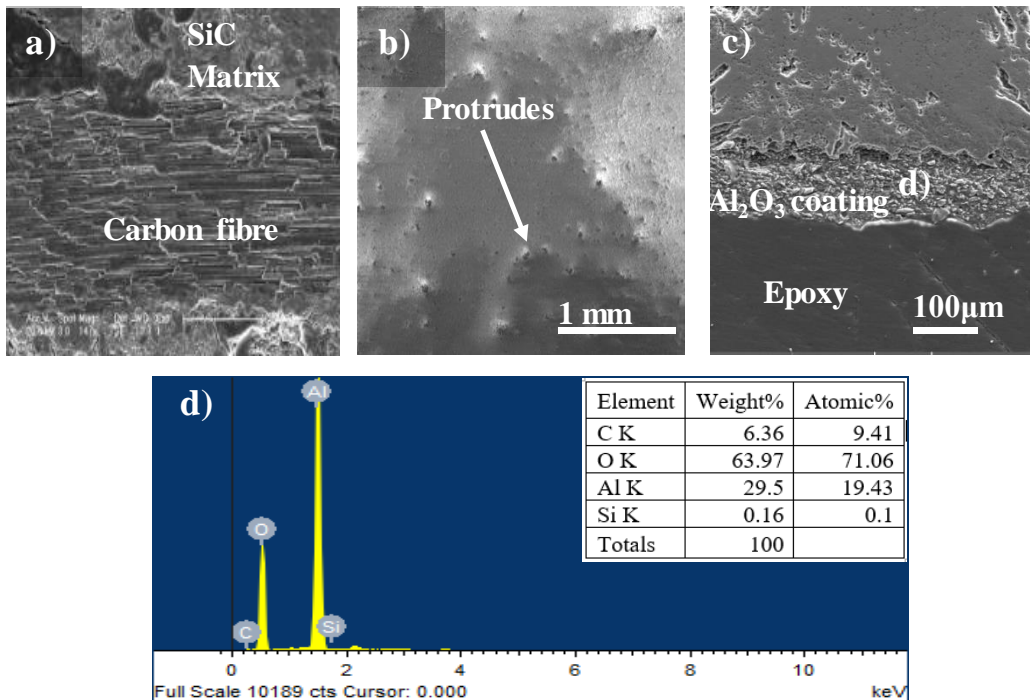 a)
SiC
Matrix
Carbon fibre
b)
Protrudes
1 mm
c)
d)
Al₂O₃ coating
Epoxy
100µm
d)
Al
O
C
Si
Element Weight% Atomic%
C K 6.36 9.41
O K 63.97 71.06
Al K 29.5 19.43
Si K 0.16 0.1
Totals 100
0 2 4 6 8 10
Full Scale 10189 cts Cursor: 0.000 keV